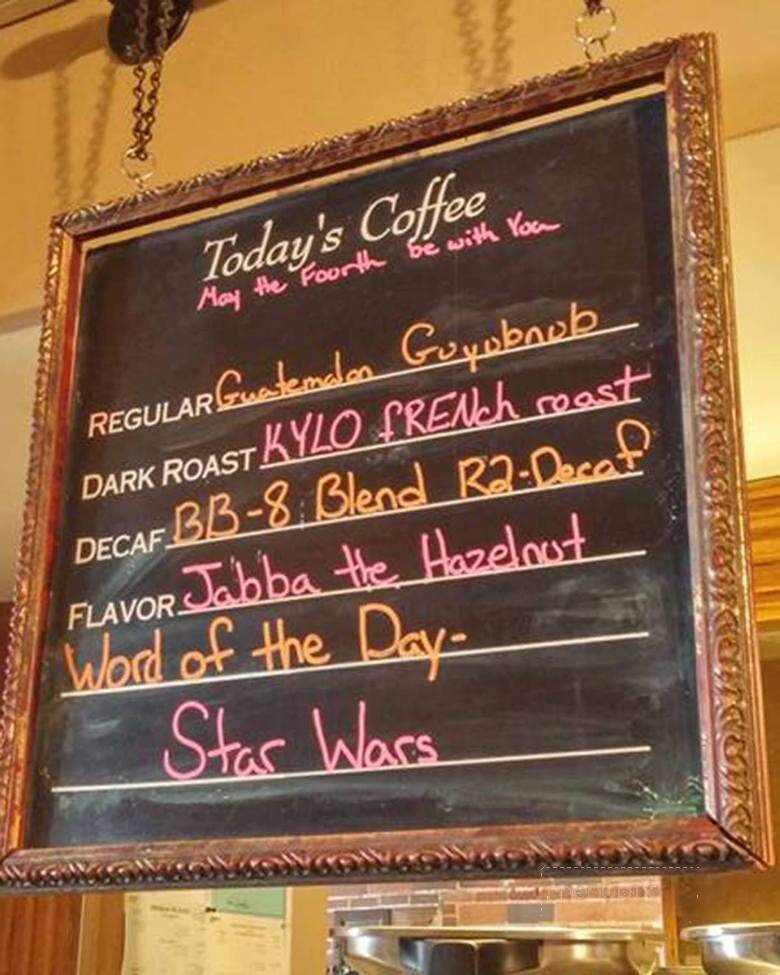 Today's Coffee
May the Fourth be with You
REGULAR Guatemalan Guyubnub
DARK ROAST KYLO fRENch roast
DECAF BB-8 Blend R2-Decaf
FLAVOR Jabba the Hazelnut
Word of the Day-
Star Wars